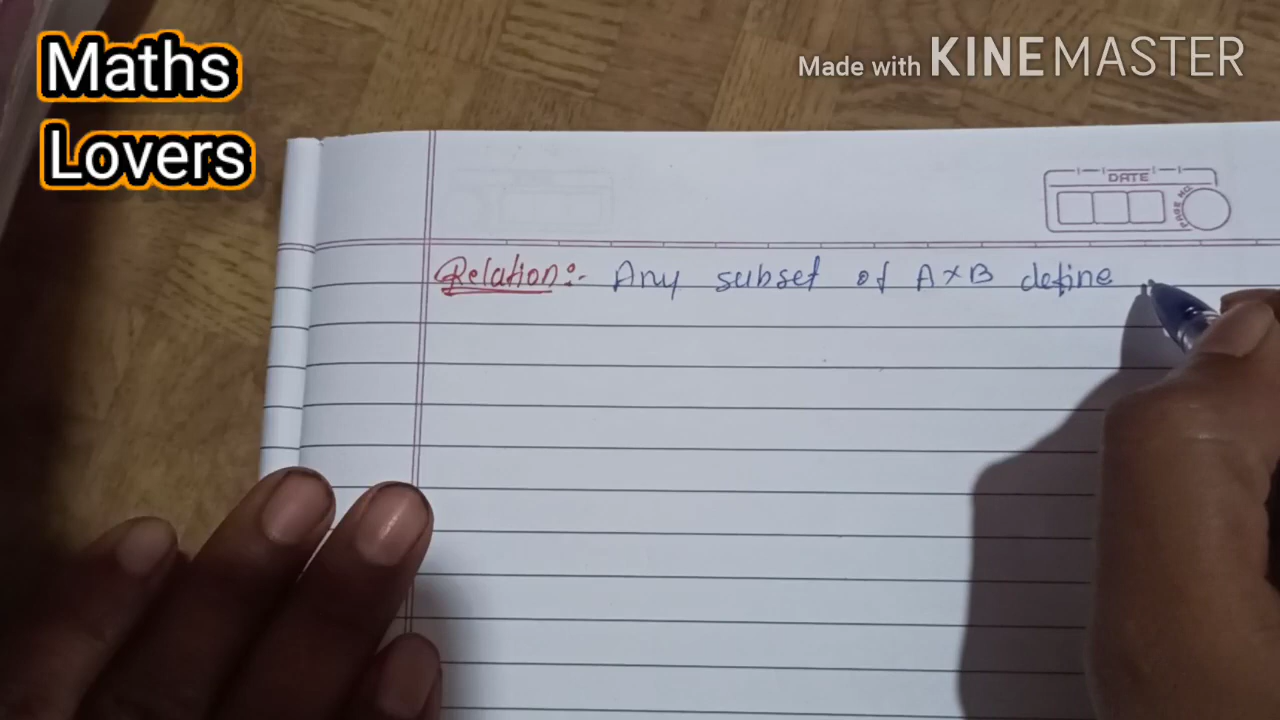 Maths
Lovers
Made with KINEMASTER
DATE
PAGE NO.
Relation:- Any subset of A×B define